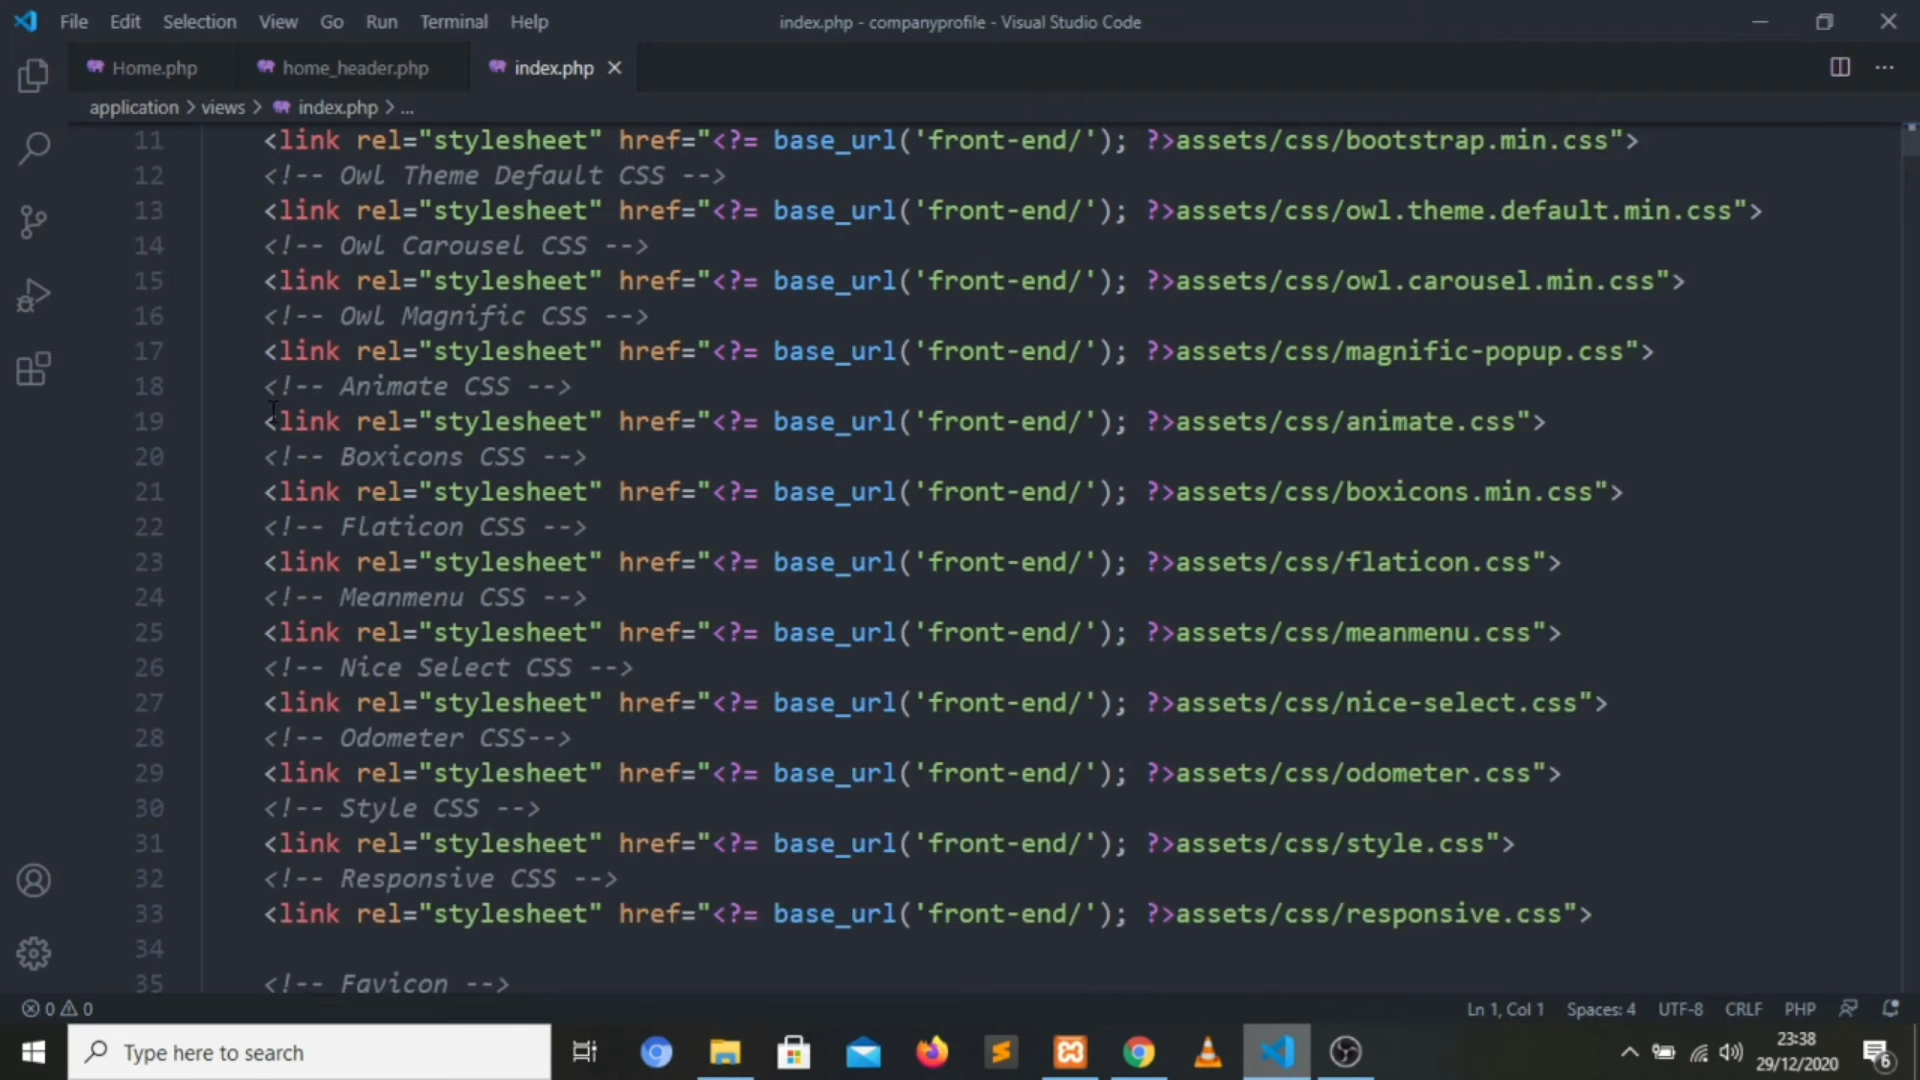 File Edit Selection View Go Run Terminal Help
index.php - companyprofile - Visual Studio Code
Home.php
home_header.php
index.php
application > views > index.php > ...
11 <link rel="stylesheet" href="<?= base_url('front-end/'); ?>assets/css/bootstrap.min.css">
12 <!-- Owl Theme Default CSS -->
13 <link rel="stylesheet" href="<?= base_url('front-end/'); ?>assets/css/owl.theme.default.min.css">
14 <!-- Owl Carousel CSS -->
15 <link rel="stylesheet" href="<?= base_url('front-end/'); ?>assets/css/owl.carousel.min.css">
16 <!-- Owl Magnific CSS -->
17 <link rel="stylesheet" href="<?= base_url('front-end/'); ?>assets/css/magnific-popup.css">
18 <!-- Animate CSS -->
19 <link rel="stylesheet" href="<?= base_url('front-end/'); ?>assets/css/animate.css">
20 <!-- Boxicons CSS -->
21 <link rel="stylesheet" href="<?= base_url('front-end/'); ?>assets/css/boxicons.min.css">
22 <!-- Flaticon CSS -->
23 <link rel="stylesheet" href="<?= base_url('front-end/'); ?>assets/css/flaticon.css">
24 <!-- Meanmenu CSS -->
25 <link rel="stylesheet" href="<?= base_url('front-end/'); ?>assets/css/meanmenu.css">
26 <!-- Nice Select CSS -->
27 <link rel="stylesheet" href="<?= base_url('front-end/'); ?>assets/css/nice-select.css">
28 <!-- Odometer CSS-->
29 <link rel="stylesheet" href="<?= base_url('front-end/'); ?>assets/css/odometer.css">
30 <!-- Style CSS -->
31 <link rel="stylesheet" href="<?= base_url('front-end/'); ?>assets/css/style.css">
32 <!-- Responsive CSS -->
33 <link rel="stylesheet" href="<?= base_url('front-end/'); ?>assets/css/responsive.css">
34
35 <!-- Favicon -->
0 0
Ln 1, Col 1 Spaces: 4 UTF-8 CRLF PHP
Type here to search
23:38
29/12/2020
6